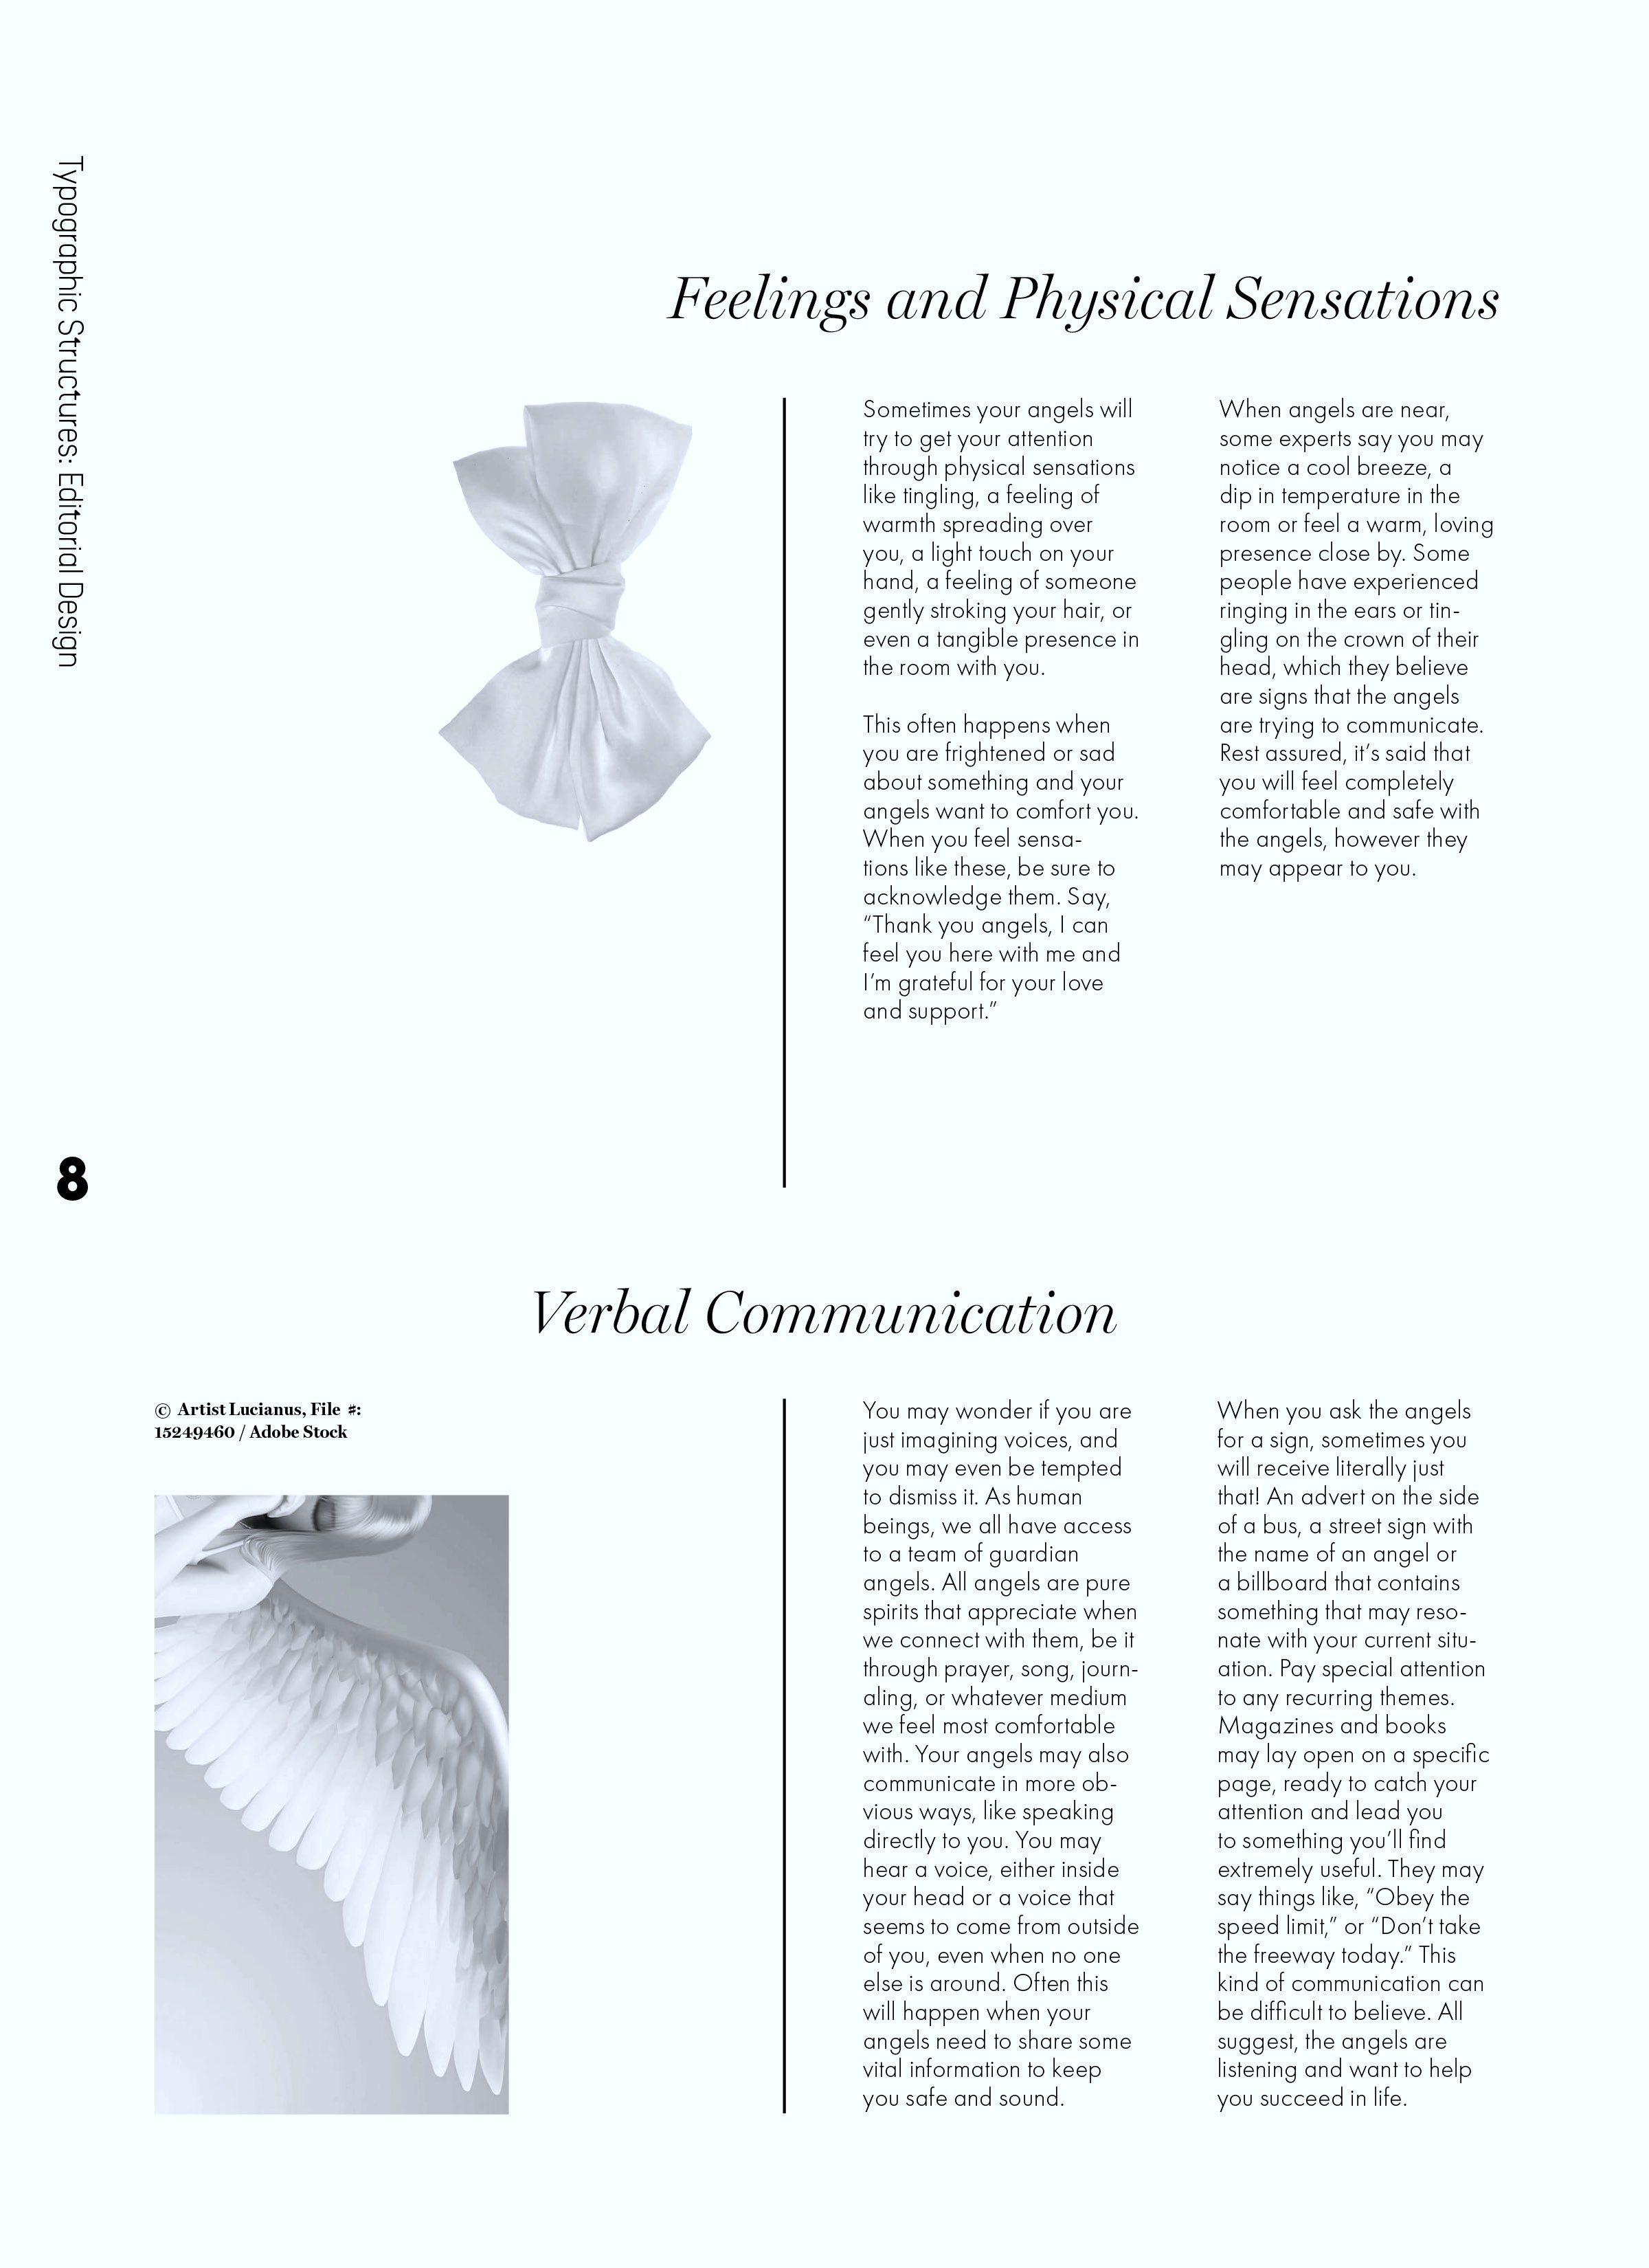 Typographic Structures: Editorial Design
8
Feelings and Physical Sensations
Sometimes your angels will
try to get your attention
through physical sensations
like tingling, a feeling of
warmth spreading over
you, a light touch on your
hand, a feeling of someone
gently stroking your hair, or
even a tangible presence in
the room with you.
This often happens when
you are frightened or sad
about something and your
angels want to comfort you.
When you feel sensa-
tions like these, be sure to
acknowledge them. Say,
“Thank you angels, I can
feel you here with me and
I’m grateful for your love
and support.”
When angels are near,
some experts say you may
notice a cool breeze, a
dip in temperature in the
room or feel a warm, loving
presence close by. Some
people have experienced
ringing in the ears or tin-
gling on the crown of their
head, which they believe
are signs that the angels
are trying to communicate.
Rest assured, it’s said that
you will feel completely
comfortable and safe with
the angels, however they
may appear to you.
Verbal Communication
© Artist Lucianus, File #:
15249460 / Adobe Stock
You may wonder if you are
just imagining voices, and
you may even be tempted
to dismiss it. As human
beings, we all have access
to a team of guardian
angels. All angels are pure
spirits that appreciate when
we connect with them, be it
through prayer, song, journ-
aling, or whatever medium
we feel most comfortable
with. Your angels may also
communicate in more ob-
vious ways, like speaking
directly to you. You may
hear a voice, either inside
your head or a voice that
seems to come from outside
of you, even when no one
else is around. Often this
will happen when your
angels need to share some
vital information to keep
you safe and sound.
When you ask the angels
for a sign, sometimes you
will receive literally just
that! An advert on the side
of a bus, a street sign with
the name of an angel or
a billboard that contains
something that may reso-
nate with your current situ-
ation. Pay special attention
to any recurring themes.
Magazines and books
may lay open on a specific
page, ready to catch your
attention and lead you
to something you’ll find
extremely useful. They may
say things like, “Obey the
speed limit,” or “Don’t take
the freeway today.” This
kind of communication can
be difficult to believe. All
suggest, the angels are
listening and want to help
you succeed in life.